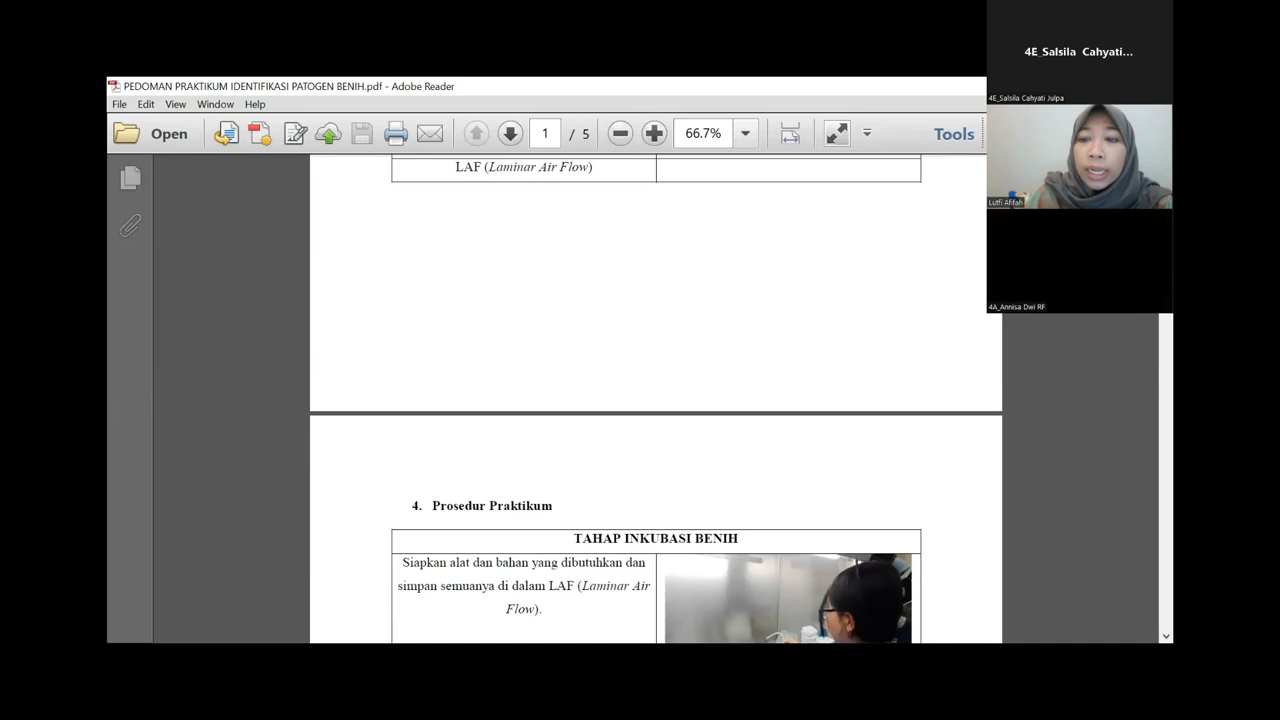 4E_Salsila Cahyati...
PEDOMAN PRAKTIKUM IDENTIFIKASI PATOGEN BENIH.pdf - Adobe Reader
File Edit View Window Help
Open 1 / 5 66.7% Tools
4E_Salsila Cahyati Julpa
Lutfi Afifah
4A_Annisa Dwi RF
LAF (Laminar Air Flow)
4. Prosedur Praktikum
TAHAP INKUBASI BENIH
Siapkan alat dan bahan yang dibutuhkan dan
simpan semuanya di dalam LAF (Laminar Air
Flow).